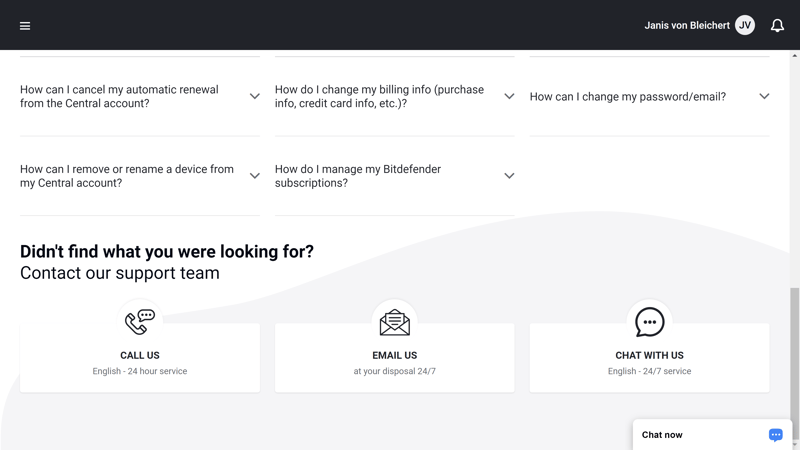 Janis von Bleichert JV
How can I cancel my automatic renewal
from the Central account?
How do I change my billing info (purchase
info, credit card info, etc.)?
How can I change my password/email?
How can I remove or rename a device from
my Central account?
How do I manage my Bitdefender
subscriptions?
Didn't find what you were looking for?
Contact our support team
CALL US
English - 24 hour service
EMAIL US
at your disposal 24/7
CHAT WITH US
English - 24/7 service
Chat now